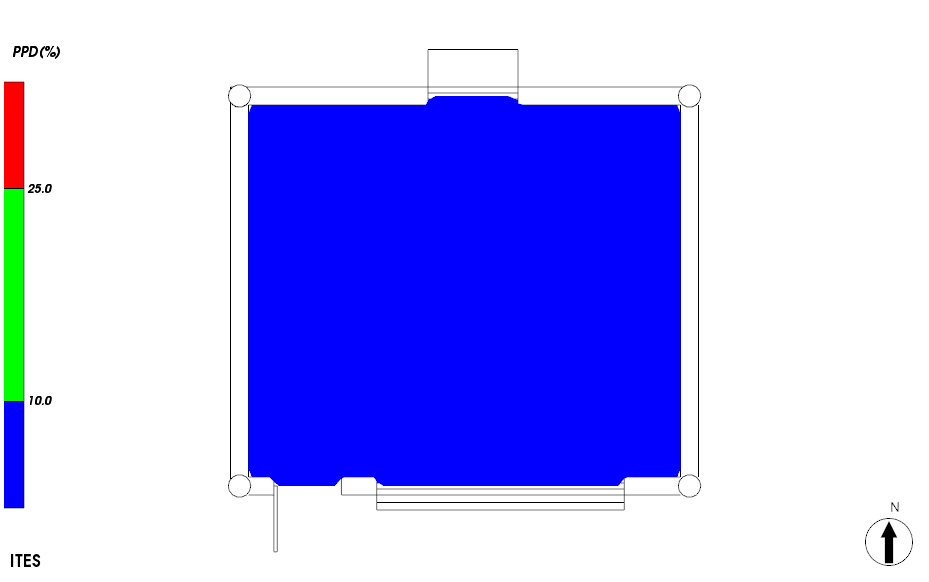 PPD(%)
25.0
10.0
N
ITES